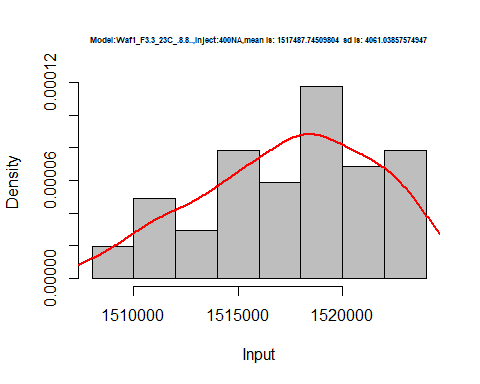 Model:Waf1_F3.3_23C_.8.8._,Inject:400NA,mean is: 1517487.74509804 sd is: 4061.03857574947
0.00012
0.00006
0.00000
Density
1510000 1515000 1520000
Input